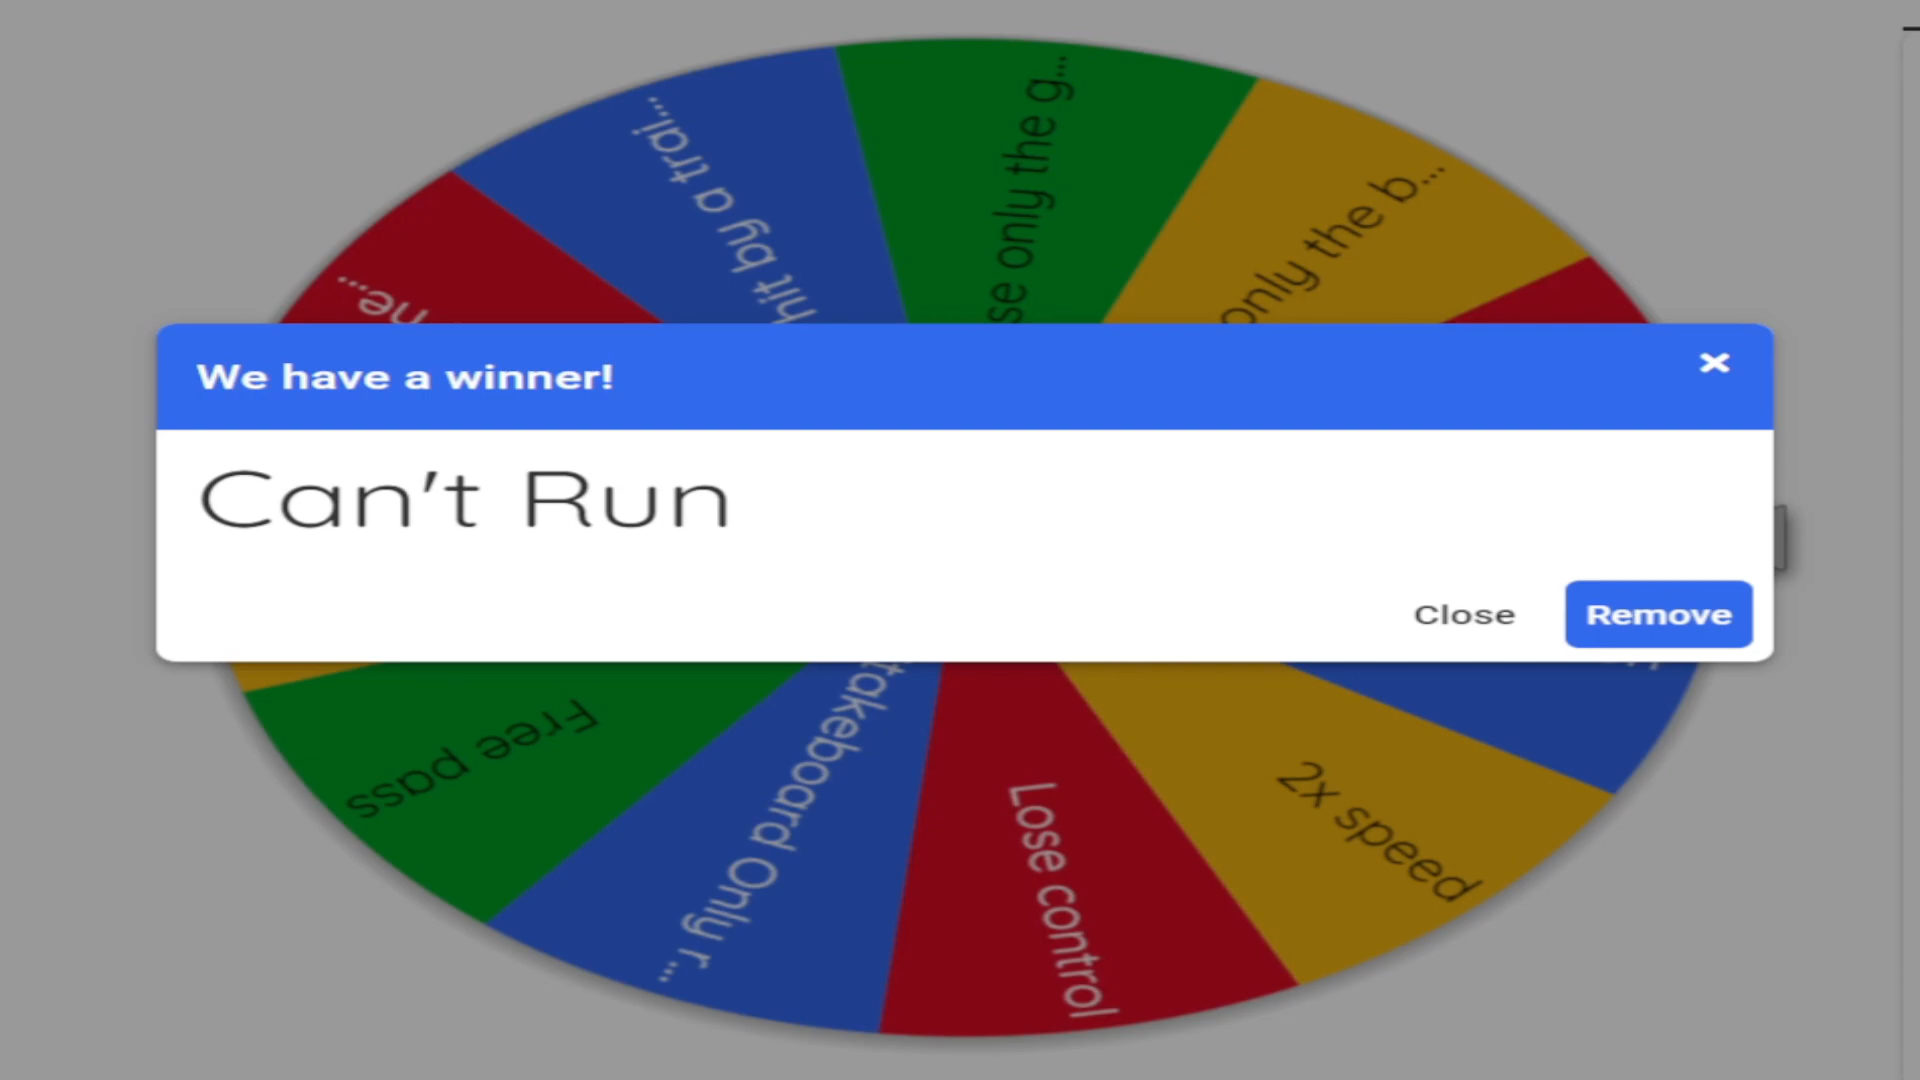 hit by a trai...
se only the g...
only the b...
ne...
We have a winner!
Can't Run
Close
Remove
Free pass
takeboard Only r...
Lose control
2x speed